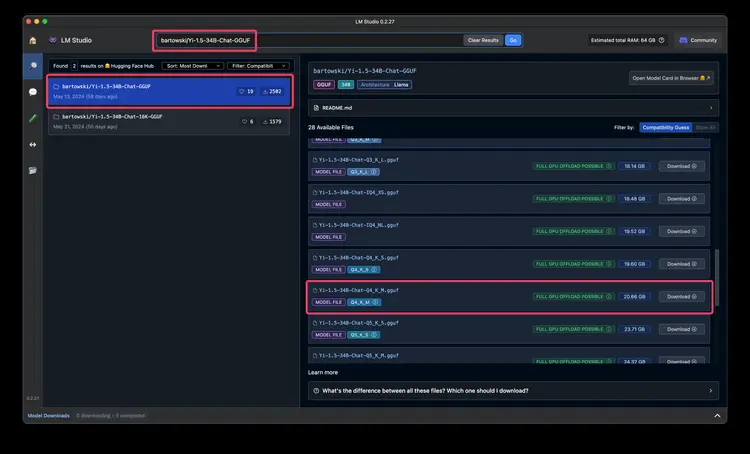 LM Studio 0.2.27
LM Studio
bartowski/Yi-1.5-34B-Chat-GGUF
Clear Results
Go
Estimated total RAM: 64 GB
Community
Found 2 results on 🤗 Hugging Face Hub
Sort: Most Downl
Filter: Compatibili
bartowski/Yi-1.5-34B-Chat-GGUF
May 13, 2024 (58 days ago)
19
2502
bartowski/Yi-1.5-34B-Chat-16K-GGUF
May 21, 2024 (50 days ago)
6
1579
bartowski/Yi-1.5-34B-Chat-GGUF
GGUF
34B
Architecture Llama
Open Model Card in Browser 🤗 ↗
README.md
28 Available Files
Filter by:
Compatibility Guess
Show All
MODEL FILE
Q3_K_M
Yi-1.5-34B-Chat-Q3_K_L.gguf
MODEL FILE
Q3_K_L
FULL GPU OFFLOAD POSSIBLE
18.14 GB
Download
Yi-1.5-34B-Chat-IQ4_XS.gguf
MODEL FILE
FULL GPU OFFLOAD POSSIBLE
18.48 GB
Download
Yi-1.5-34B-Chat-IQ4_NL.gguf
MODEL FILE
FULL GPU OFFLOAD POSSIBLE
19.52 GB
Download
Yi-1.5-34B-Chat-Q4_K_S.gguf
MODEL FILE
Q4_K_S
FULL GPU OFFLOAD POSSIBLE
19.60 GB
Download
Yi-1.5-34B-Chat-Q4_K_M.gguf
MODEL FILE
Q4_K_M
FULL GPU OFFLOAD POSSIBLE
20.66 GB
Download
Yi-1.5-34B-Chat-Q5_K_S.gguf
MODEL FILE
Q5_K_S
FULL GPU OFFLOAD POSSIBLE
23.71 GB
Download
Yi-1.5-34B-Chat-Q5_K_M.gguf
MODEL FILE
FULL GPU OFFLOAD POSSIBLE
24.32 GB
Download
Learn more
What's the difference between all these files? Which one should I download?
0.2.27
Model Downloads
0 downloading • 0 completed